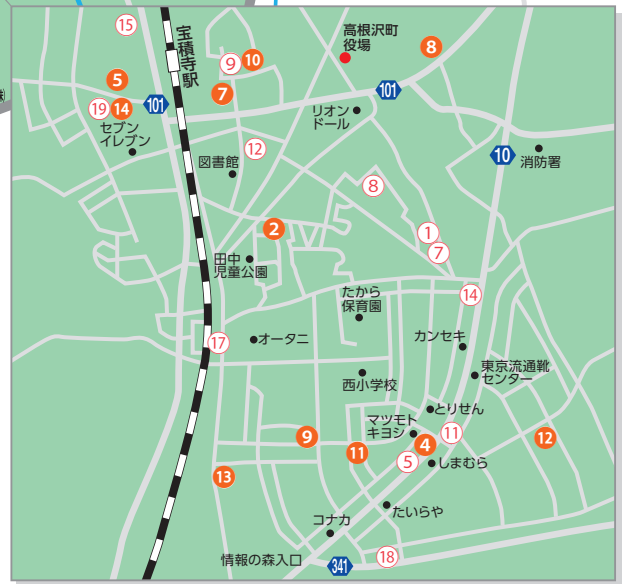 15
宝積寺駅
高根沢町
役場
8
9
10
5
7
101
19
14
101
セブン
イレブン
リオン
ドール
12
図書館
10
消防署
8
2
1
7
田中
児童公園
たから
保育園
14
カンセキ
17
オータニ
西小学校
東京流通靴
センター
とりせん
マツモト
キヨシ
9
11
4
11
12
5
しまむら
13
たいらや
コナカ
情報の森入口
341
18